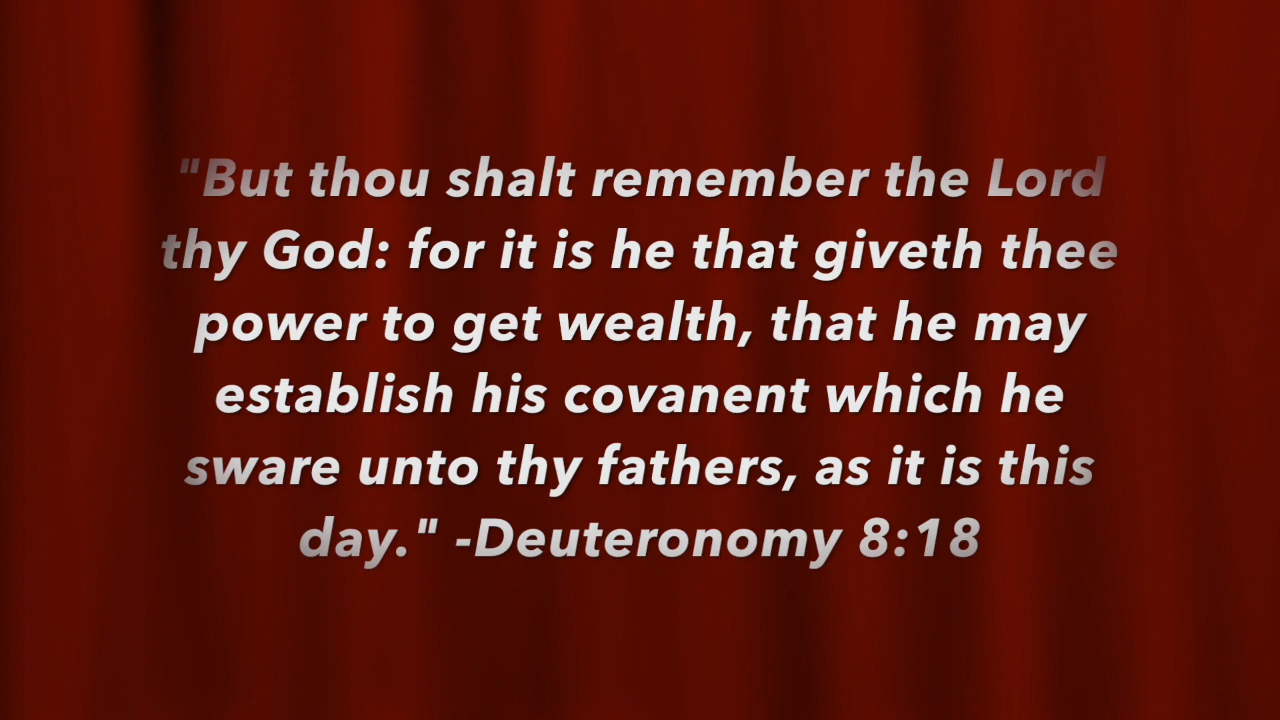 "But thou shalt remember the Lord
thy God: for it is he that giveth thee
power to get wealth, that he may
establish his covanent which he
sware unto thy fathers, as it is this
day." -Deuteronomy 8:18